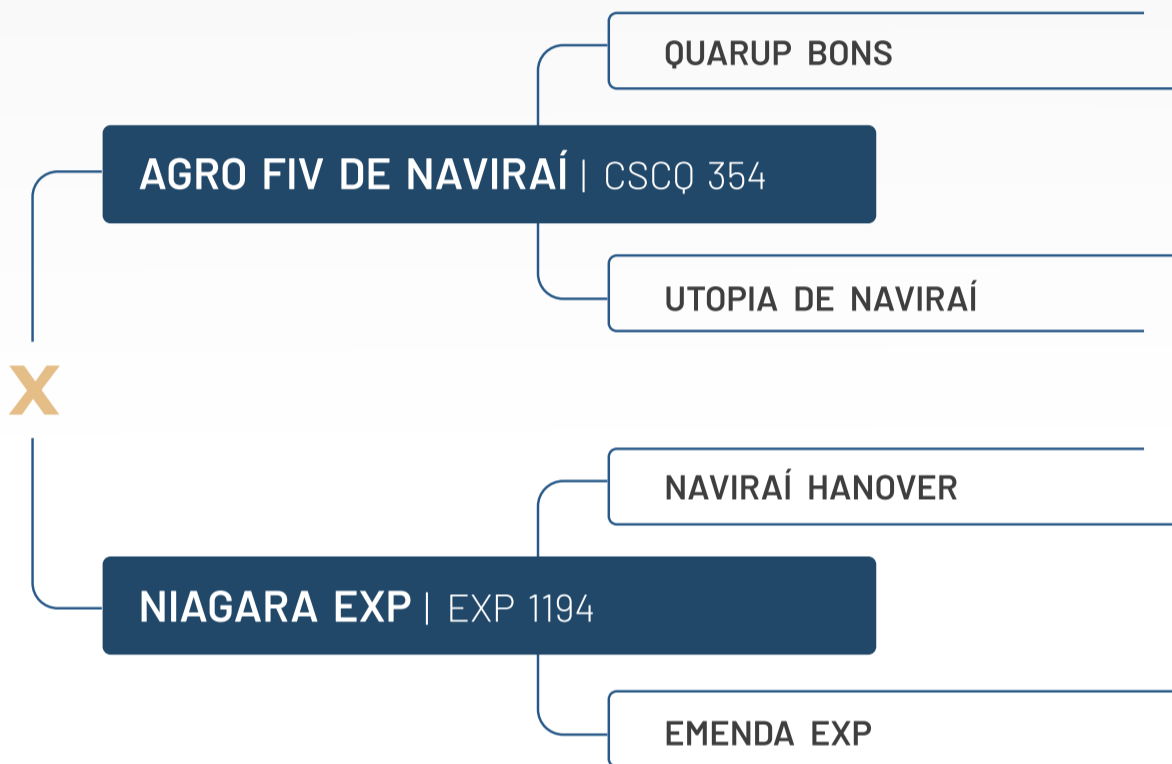 QUARUP BONS
AGRO FIV DE NAVIRAÍ | CSCQ 354
UTOPIA DE NAVIRAÍ
X
NAVIRAÍ HANOVER
NIAGARA EXP | EXP 1194
EMENDA EXP